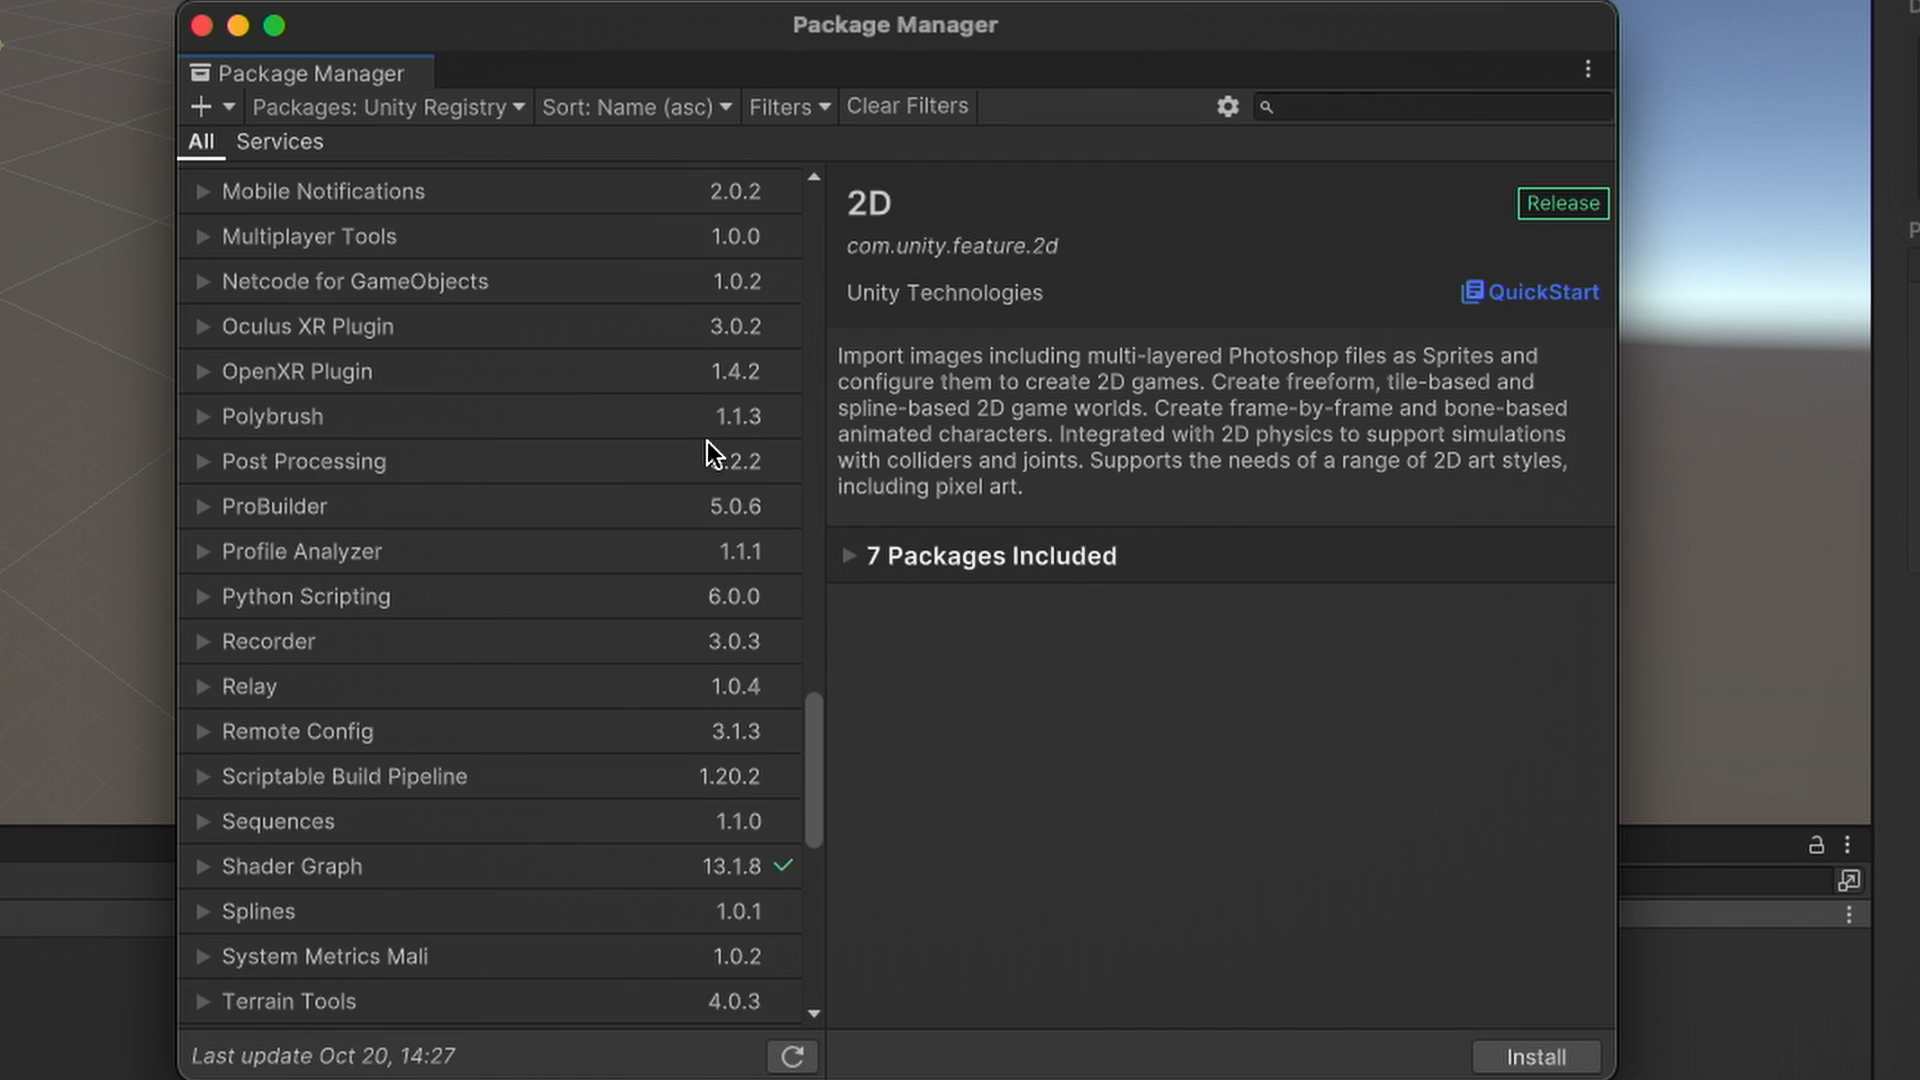 Package Manager
Package Manager
Packages: Unity Registry Sort: Name (asc) Filters Clear Filters
All Services
Mobile Notifications 2.0.2
Multiplayer Tools 1.0.0
Netcode for GameObjects 1.0.2
Oculus XR Plugin 3.0.2
OpenXR Plugin 1.4.2
Polybrush 1.1.3
Post Processing .2.2
ProBuilder 5.0.6
Profile Analyzer 1.1.1
Python Scripting 6.0.0
Recorder 3.0.3
Relay 1.0.4
Remote Config 3.1.3
Scriptable Build Pipeline 1.20.2
Sequences 1.1.0
Shader Graph 13.1.8
Splines 1.0.1
System Metrics Mali 1.0.2
Terrain Tools 4.0.3
Last update Oct 20, 14:27
2D
Release
com.unity.feature.2d
Unity Technologies
QuickStart
Import images including multi-layered Photoshop files as Sprites and
configure them to create 2D games. Create freeform, tile-based and
spline-based 2D game worlds. Create frame-by-frame and bone-based
animated characters. Integrated with 2D physics to support simulations
with colliders and joints. Supports the needs of a range of 2D art styles,
including pixel art.
7 Packages Included
Install